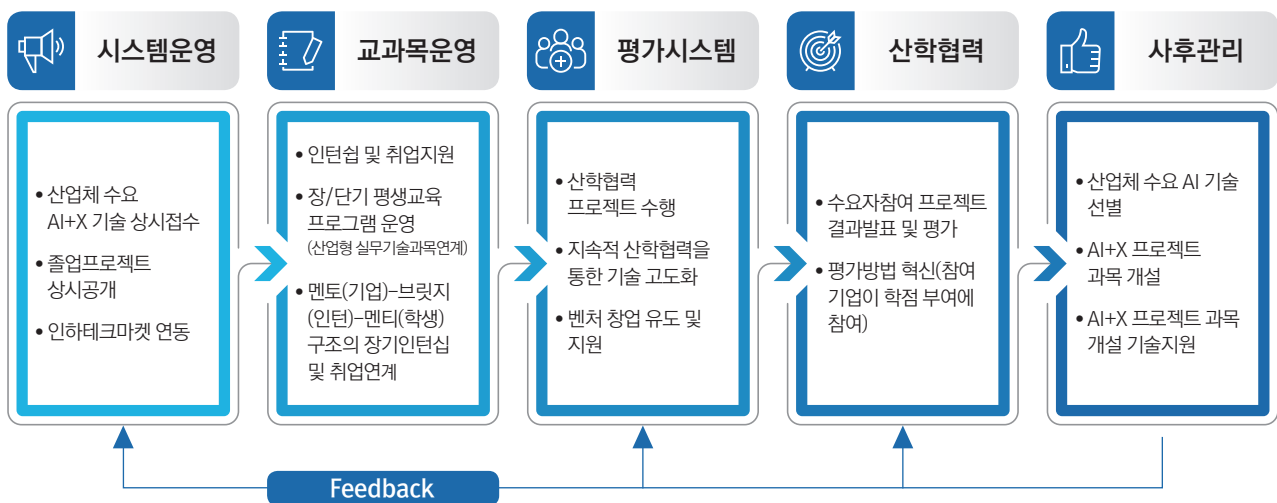 시스템운영
• 산업체 수요
AI+X 기술 상시접수
• 졸업프로젝트
상시공개
• 인하테크마켓 연동
교과목운영
• 인턴쉽 및 취업지원
• 장/단기 평생교육
프로그램 운영
(산업형 실무기술과목연계)
• 멘토(기업)–브릿지
(인턴)–멘티(학생)
구조의 장기인턴십
및 취업연계
평가시스템
• 산학협력
프로젝트 수행
• 지속적 산학협력을
통한 기술 고도화
• 벤처 창업 유도 및
지원
산학협력
• 수요자참여 프로젝트
결과발표 및 평가
• 평가방법 혁신(참여
기업이 학점 부여에
참여)
사후관리
• 산업체 수요 AI 기술
선별
• AI+X 프로젝트
과목 개설
• AI+X 프로젝트 과목
개설 기술지원
Feedback